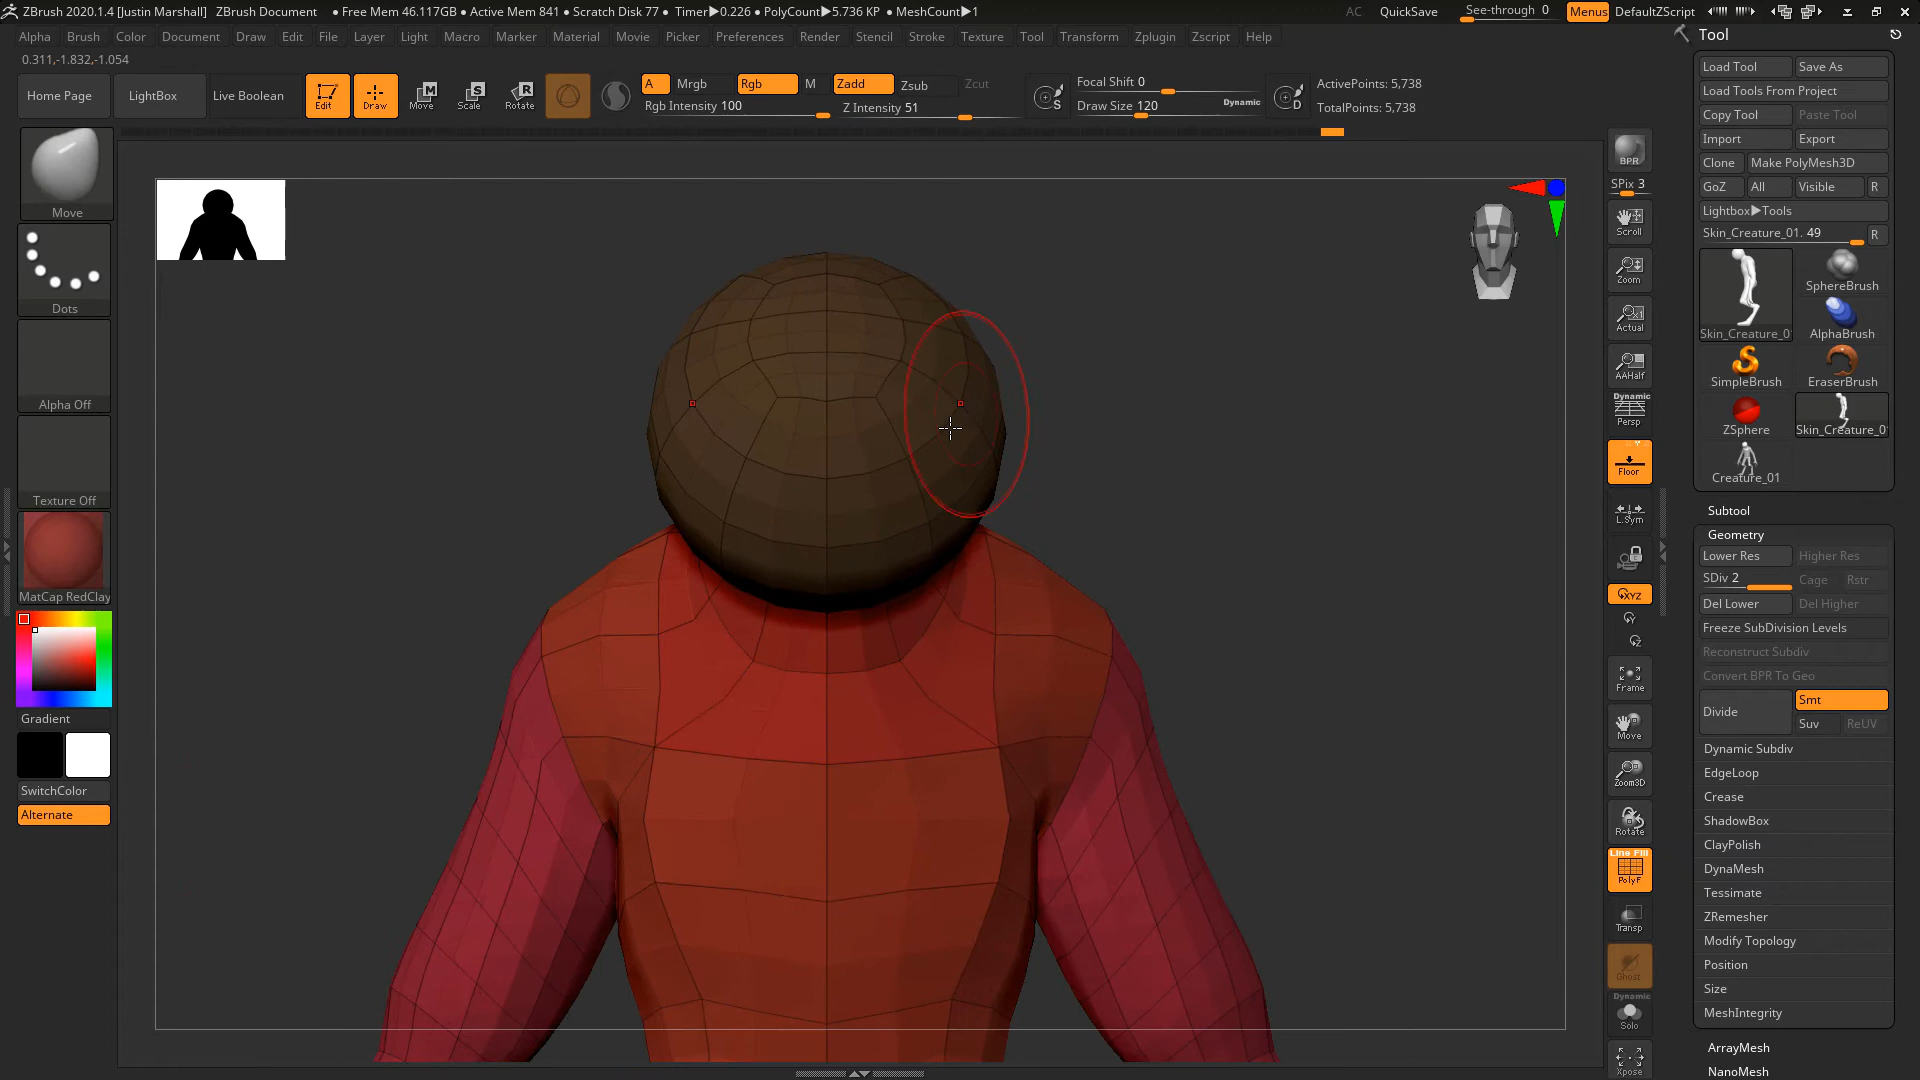 ZBrush 2020.1.4 [Justin Marshall] ZBrush Document ● Free Mem 46.117GB ● Active Mem 841 ● Scratch Disk 77 ● Timer▶0.226 ● PolyCount▶5.736 KP ● MeshCount▶1 AC QuickSave See-through 0 Menus DefaultZScript
Alpha Brush Color Document Draw Edit File Layer Light Macro Marker Material Movie Picker Preferences Render Stencil Stroke Texture Tool Transform Zplugin Zscript Help
0.311,-1.832,-1.054
Home Page LightBox Live Boolean Edit Draw Move Scale Rotate
A Mrgb Rgb M Zadd Zsub Zcut
Rgb Intensity 100 Z Intensity 51
S Focal Shift 0
Draw Size 120 Dynamic D
ActivePoints: 5,738
TotalPoints: 5,738
Move
Dots
Alpha Off
Texture Off
MatCap RedClay
Gradient
SwitchColor
Alternate
BPR
SPix 3
Scroll
Zoom
Actual
AAHalf
Dynamic
Persp
Floor
L.Sym
XYZ
Y
Z
Frame
Move
Zoom3D
Rotate
Line Fill
PolyF
Transp
Ghost
Dynamic
Solo
Xpose
Tool
Load Tool Save As
Load Tools From Project
Copy Tool Paste Tool
Import Export
Clone Make PolyMesh3D
GoZ All Visible R
Lightbox▶Tools
Skin_Creature_01. 49 R
Skin_Creature_0 SphereBrush
AlphaBrush
SimpleBrush EraserBrush
ZSphere Skin_Creature_0
Creature_01
Subtool
Geometry
Lower Res Higher Res
SDiv 2 Cage Rstr
Del Lower Del Higher
Freeze SubDivision Levels
Reconstruct Subdiv
Convert BPR To Geo
Divide Smt
Suv ReUV
Dynamic Subdiv
EdgeLoop
Crease
ShadowBox
ClayPolish
DynaMesh
Tessimate
ZRemesher
Modify Topology
Position
Size
MeshIntegrity
ArrayMesh
NanoMesh